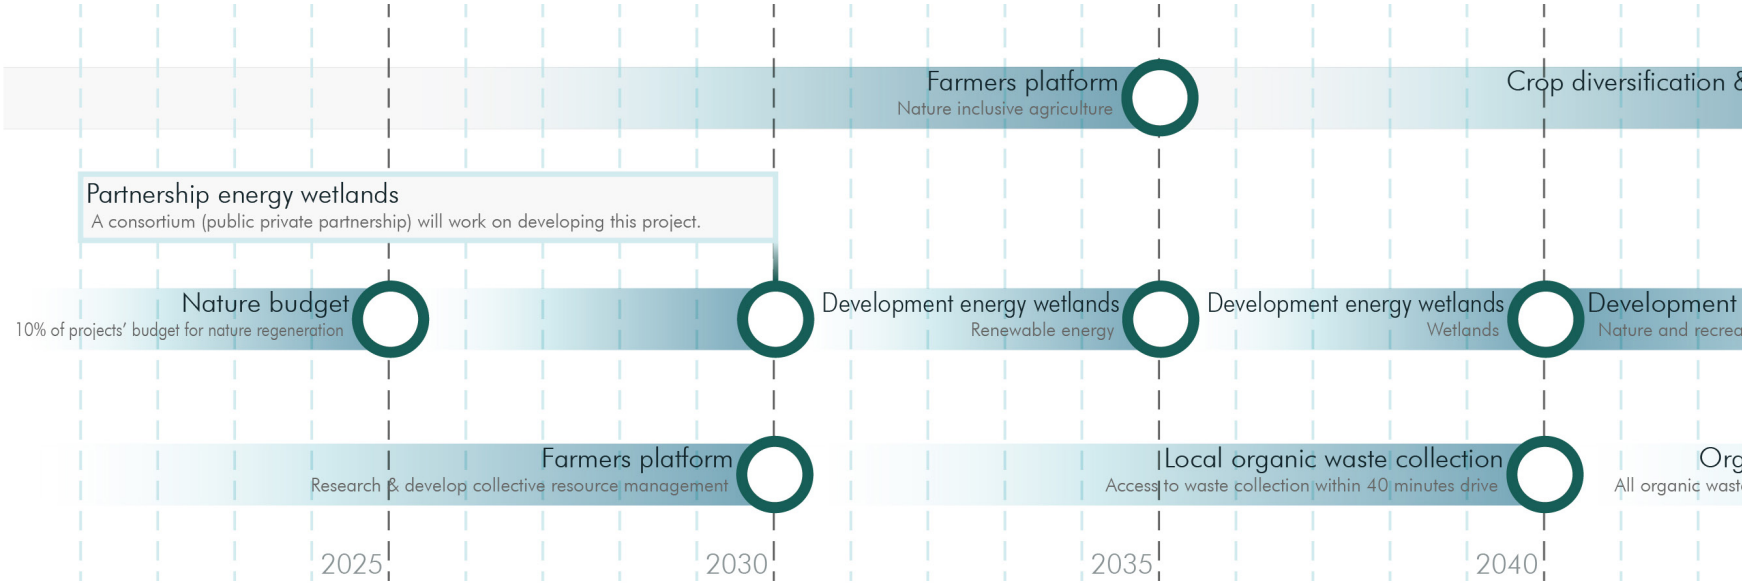 Farmers platform
Nature inclusive agriculture
Crop diversification &
Partnership energy wetlands
A consortium (public private partnership) will work on developing this project.
Nature budget
10% of projects’ budget for nature regeneration
Development energy wetlands
Renewable energy
Development energy wetlands
Wetlands
Development
Nature and recrea
Farmers platform
Research & develop collective resource management
Local organic waste collection
Access to waste collection within 40 minutes drive
Org
All organic wast
2025
2030
2035
2040